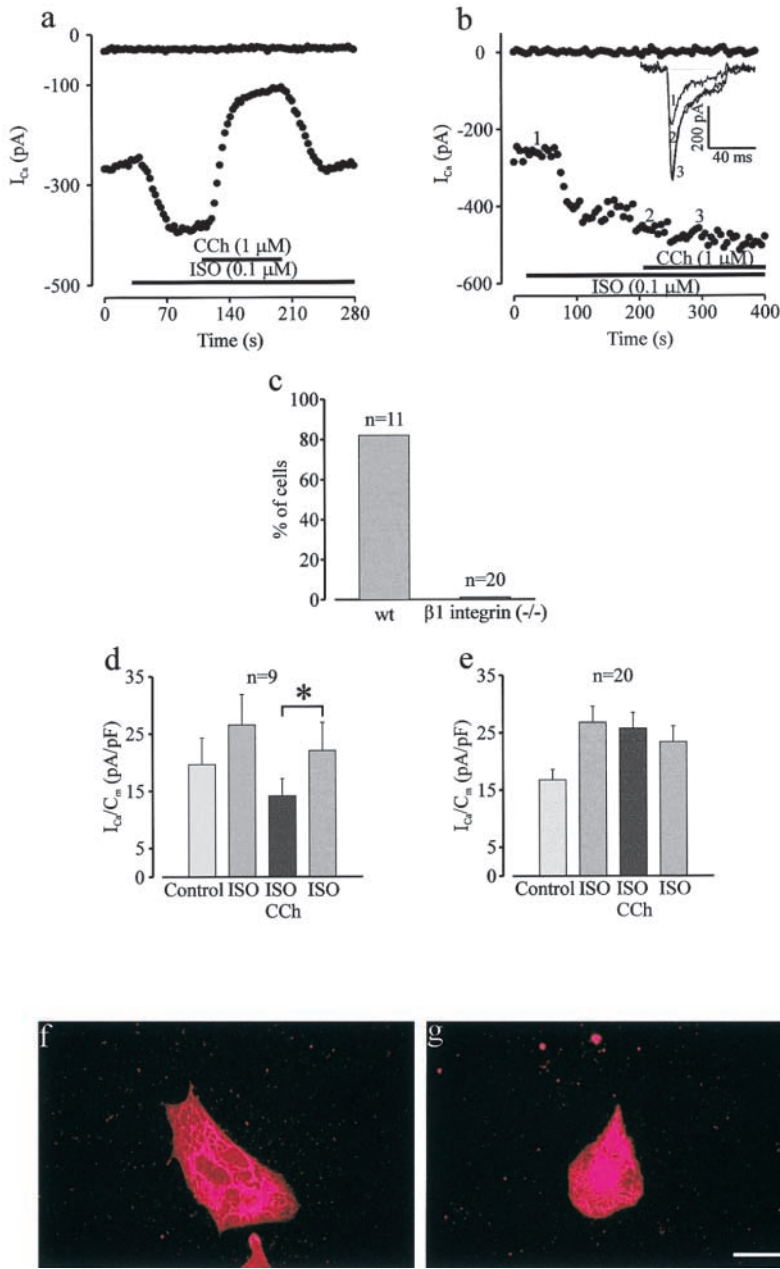 a
0
-100
-300
-500
I_Ca (pA)
CCh (1 μM)
ISO (0.1 μM)
0 70 140 210 280
Time (s)
b
0
-200
-400
-600
I_Ca (pA)
1
2
3
1
2
3
200 pA
40 ms
CCh (1 μM)
ISO (0.1 μM)
0 100 200 300 400
Time (s)
c
100
80
60
40
20
0
% of cells
n=11
n=20
wt β1 integrin (-/-)
d
35
25
15
5
0
I_Ca/C_m (pA/pF)
n=9
*
Control ISO ISO ISO
CCh
e
35
25
15
5
0
I_Ca/C_m (pA/pF)
n=20
Control ISO ISO ISO
CCh
f
g